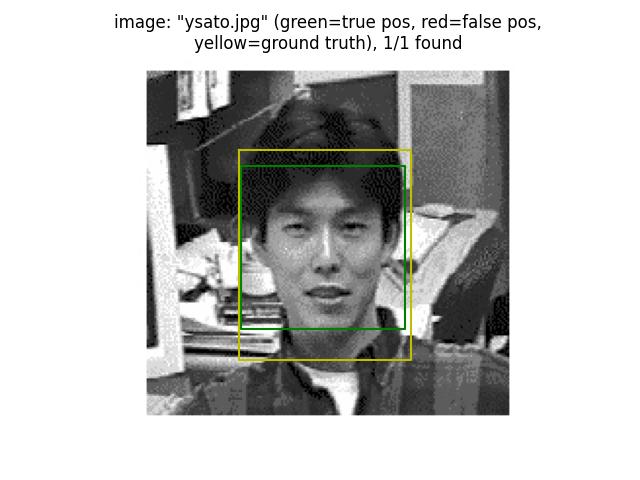 image: "ysato.jpg" (green=true pos, red=false pos,
yellow=ground truth), 1/1 found